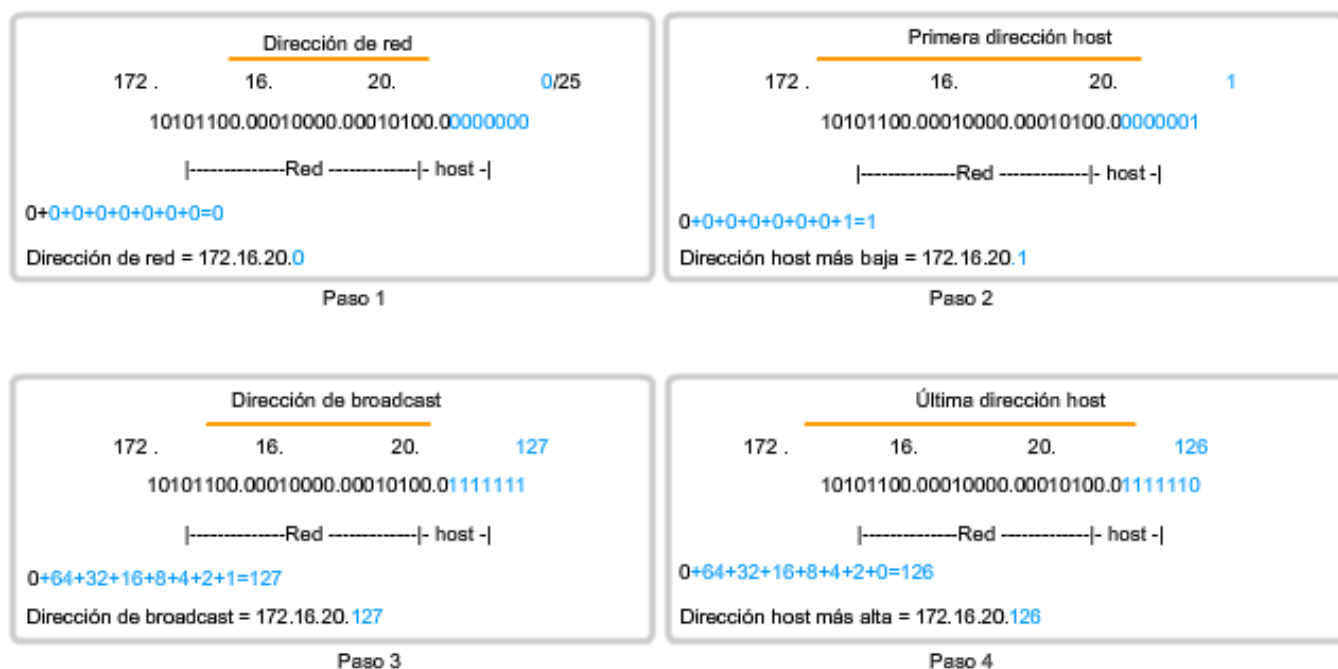 Dirección de red
172 . 16. 20. 0/25
10101100.00010000.00010100.00000000
|--------------Red -------------|- host -|
0+0+0+0+0+0+0+0=0
Dirección de red = 172.16.20.0
Paso 1
Primera dirección host
172 . 16. 20. 1
10101100.00010000.00010100.00000001
|--------------Red -------------|- host -|
0+0+0+0+0+0+0+1=1
Dirección host más baja = 172.16.20.1
Paso 2
Dirección de broadcast
172 . 16. 20. 127
10101100.00010000.00010100.01111111
|--------------Red -------------|- host -|
0+64+32+16+8+4+2+1=127
Dirección de broadcast = 172.16.20.127
Paso 3
Última dirección host
172 . 16. 20. 126
10101100.00010000.00010100.01111110
|--------------Red -------------|- host -|
0+64+32+16+8+4+2+0=126
Dirección host más alta = 172.16.20.126
Paso 4